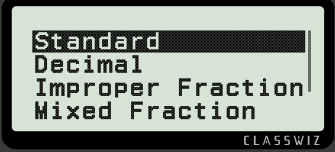 Standard
Decimal
Improper Fraction
Mixed Fraction
CLASSWIZ